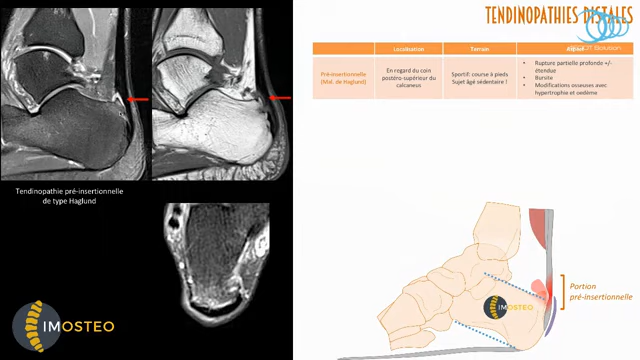 TENDINOPATHIES DISTALES
Localisation
Terrain
Pré-insertionnelle
(Mal. de Haglund)
En regard du coin
postéro-supérieur du
calcaneus
Sportif: course à pieds
Sujet âgé sédentaire !
Rupture partielle profonde +/-
étendue
Bursite
Modifications osseuses avec
hypertrophie et oedème
Tendinopathie pré-insertionnelle
de type Haglund
IMOSTEO
IMOSTEO
Portion
pré-insertionnelle